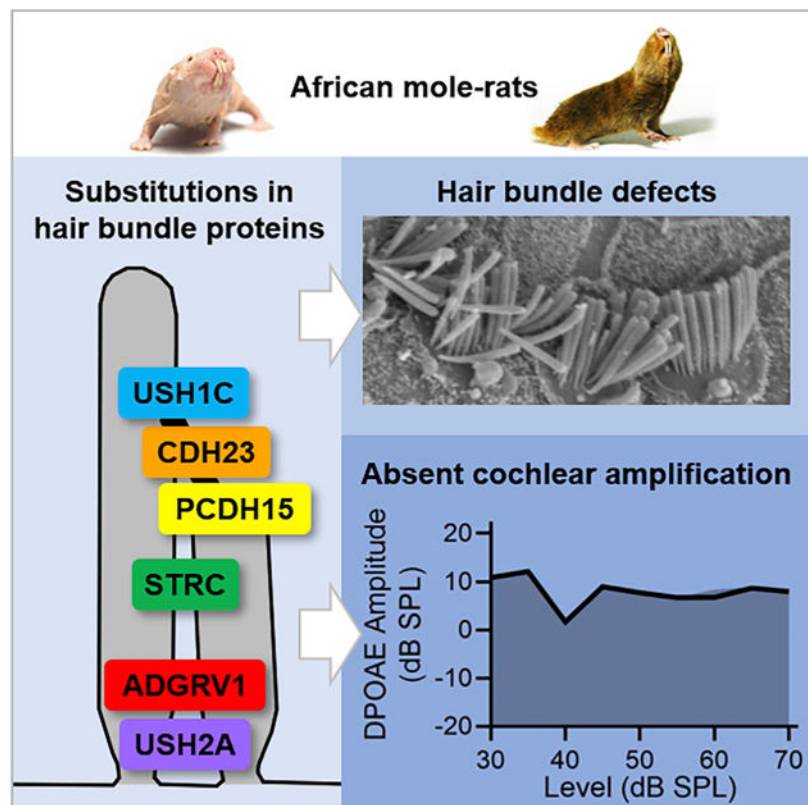 African mole-rats
Substitutions in
hair bundle proteins
USH1C
CDH23
PCDH15
STRC
ADGRV1
USH2A
Hair bundle defects
Absent cochlear amplification
DPOAE Amplitude
(dB SPL)
20
10
0
-10
-20
30 40 50 60 70
Level (dB SPL)